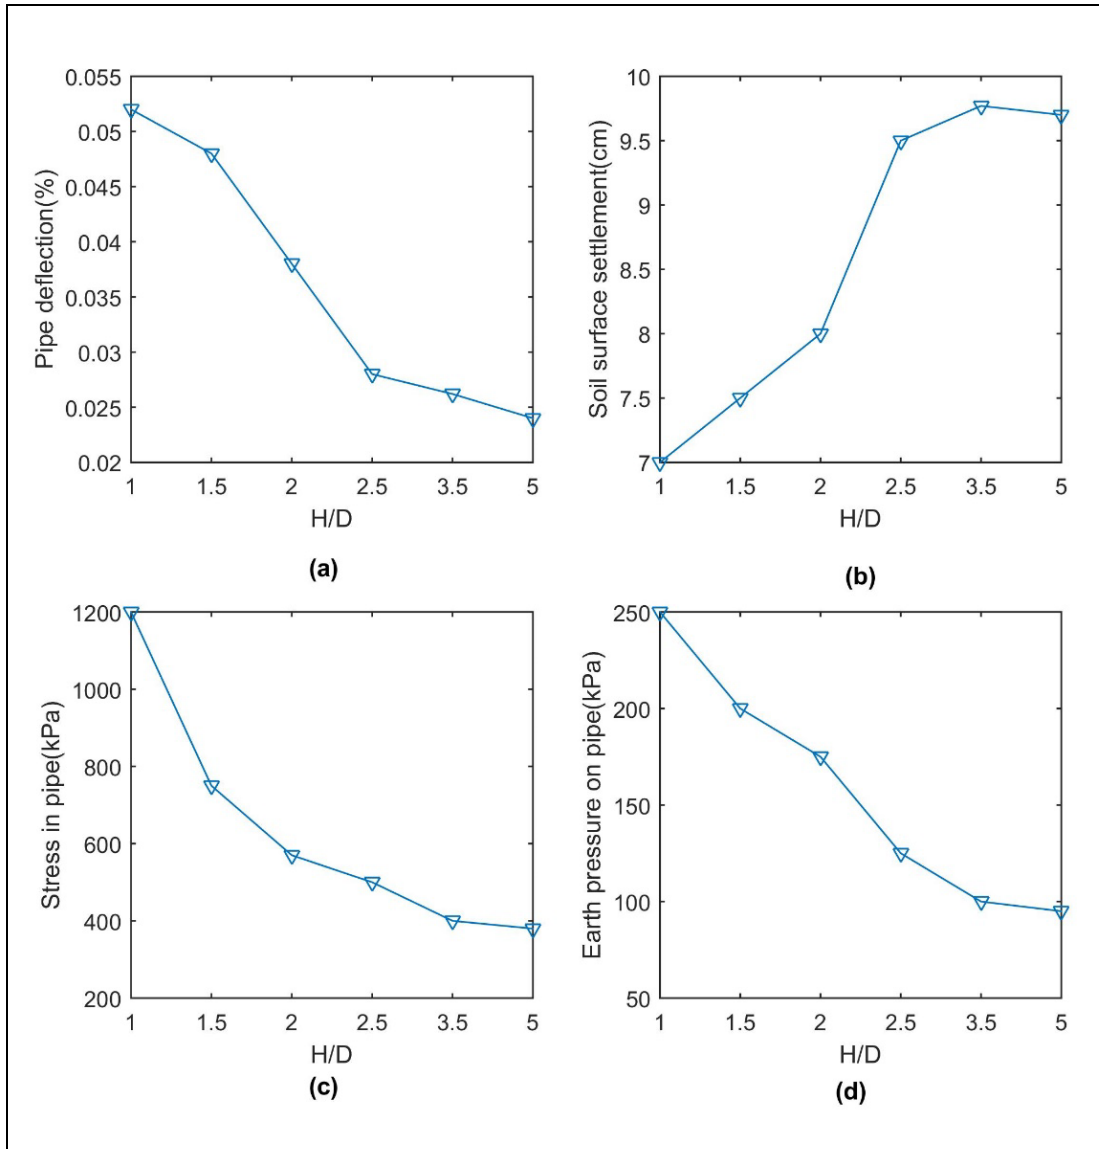 0.055
0.05
0.045
0.04
0.035
0.03
0.025
0.02
Pipe deflection(%)
1 1.5 2 2.5 3.5 5
H/D
(a)
10
9.5
9
8.5
8
7.5
7
Soil surface settlement(cm)
1 1.5 2 2.5 3.5 5
H/D
(b)
1200
1000
800
600
400
200
Stress in pipe(kPa)
1 1.5 2 2.5 3.5 5
H/D
(c)
250
200
150
100
50
Earth pressure on pipe(kPa)
1 1.5 2 2.5 3.5 5
H/D
(d)